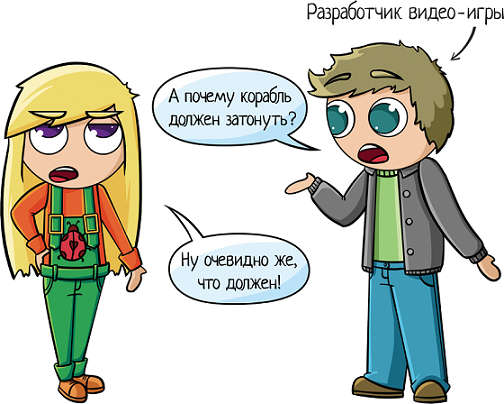 Разработчик видео-игры
А почему корабль
должен затонуть?
Ну очевидно же,
что должен!